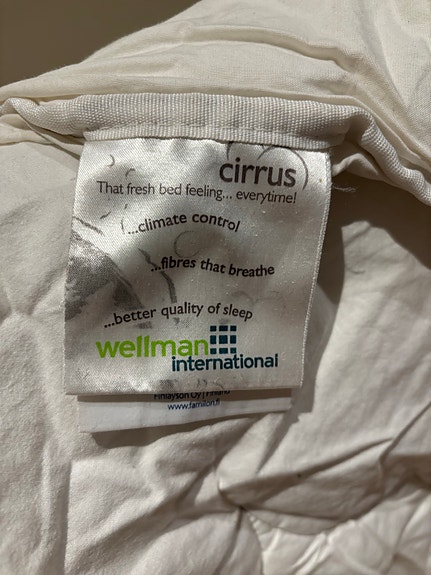 cirrus
That fresh bed feeling... everytime!
...climate control
...fibres that breathe
...better quality of sleep
wellman
international
Finlayson Oy | Finland
www.familon.fi